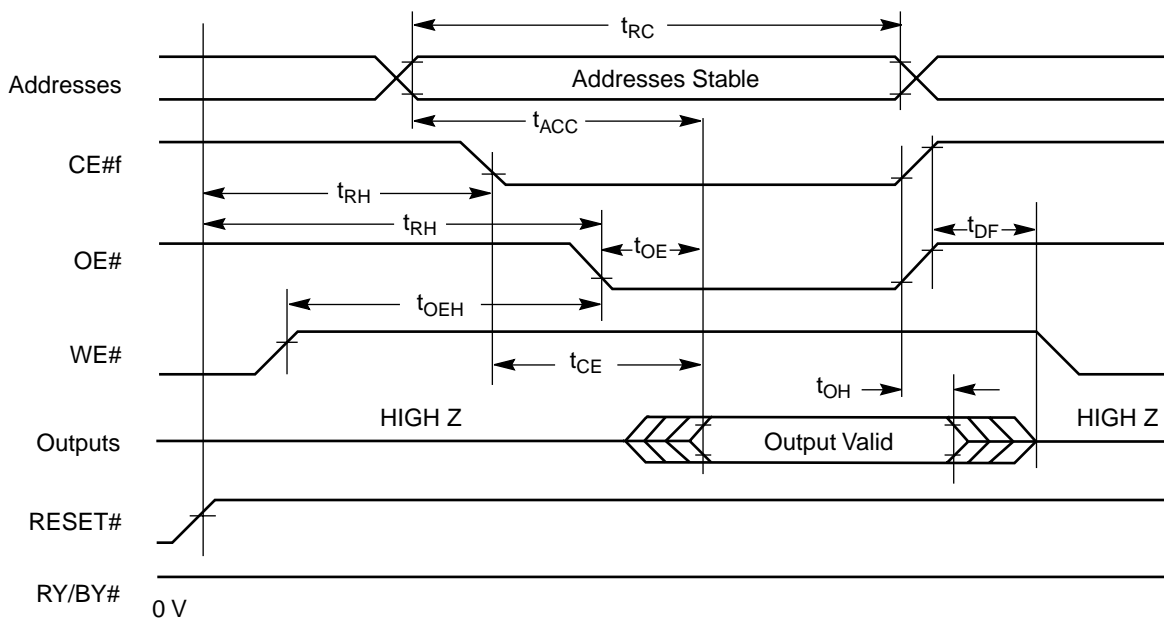 tRC
Addresses
Addresses Stable
tACC
CE#f
tRH
tRH
OE#
tOE
tDF
tOEH
WE#
tCE
tOH
HIGH Z
HIGH Z
Outputs
Output Valid
RESET#
RY/BY#
0 V